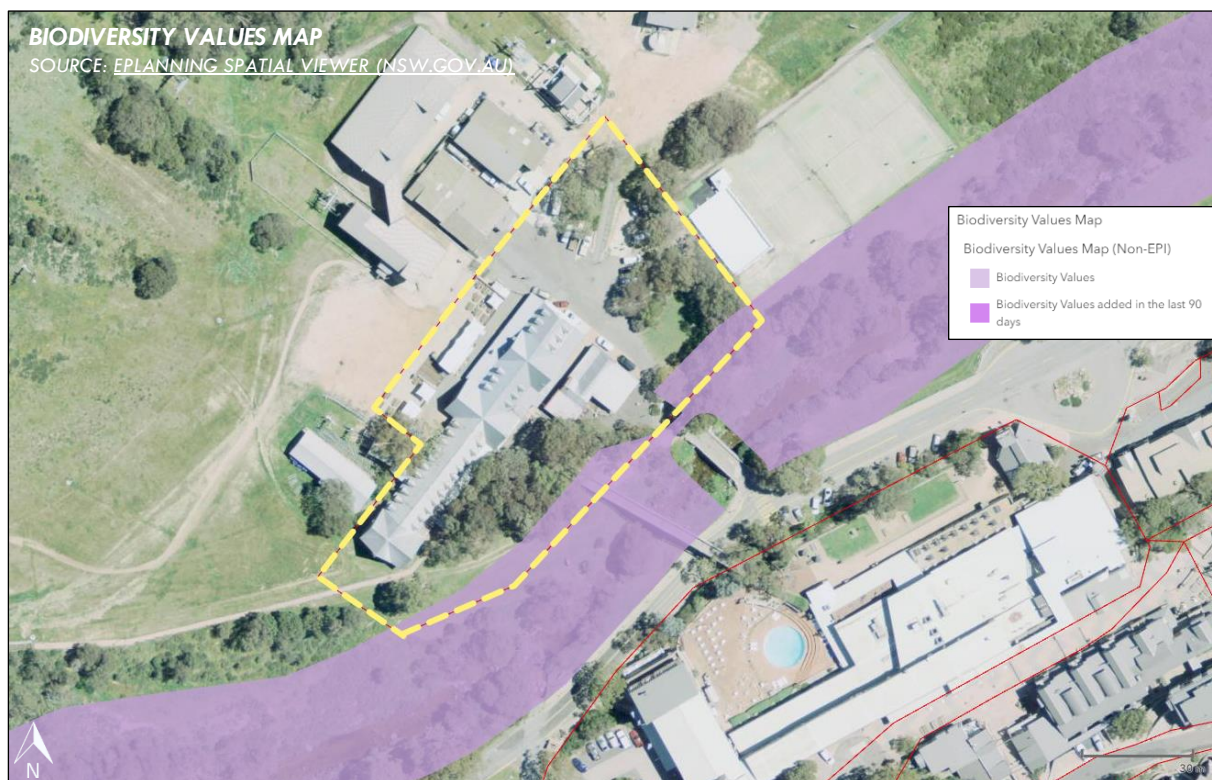 BIODIVERSITY VALUES MAP
SOURCE: EPLANNING SPATIAL VIEWER (NSW.GOV.AU)
Biodiversity Values Map
Biodiversity Values Map (Non-EPI)
Biodiversity Values
Biodiversity Values added in the last 90
days
N
30 m